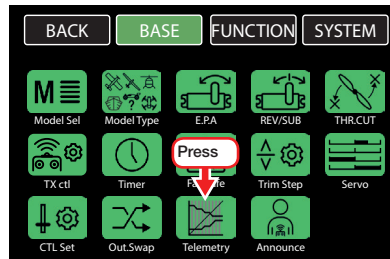 BACK BASE FUNCTION SYSTEM
M
Model Sel Model Type E.P.A REV/SUB THR.CUT
?
Press
TX ctl Timer Trim Step Servo
CTL Set Out.Swap Telemetry Announce